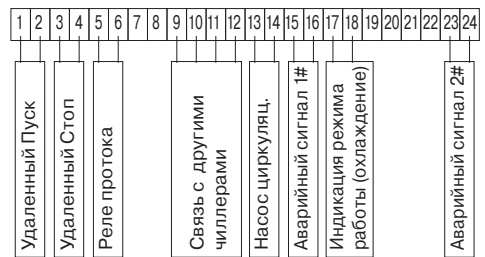 1 2 3 4 5 6 7 8 9 10 11 12 13 14 15 16 17 18 19 20 21 22 23 24
Удаленный Пуск
Удаленный Стоп
Реле протока
Связь с другими
чиллерами
Насос циркуляц.
Аварийный сигнал 1#
Индикация режима
работы (охлаждение)
Аварийный сигнал 2#